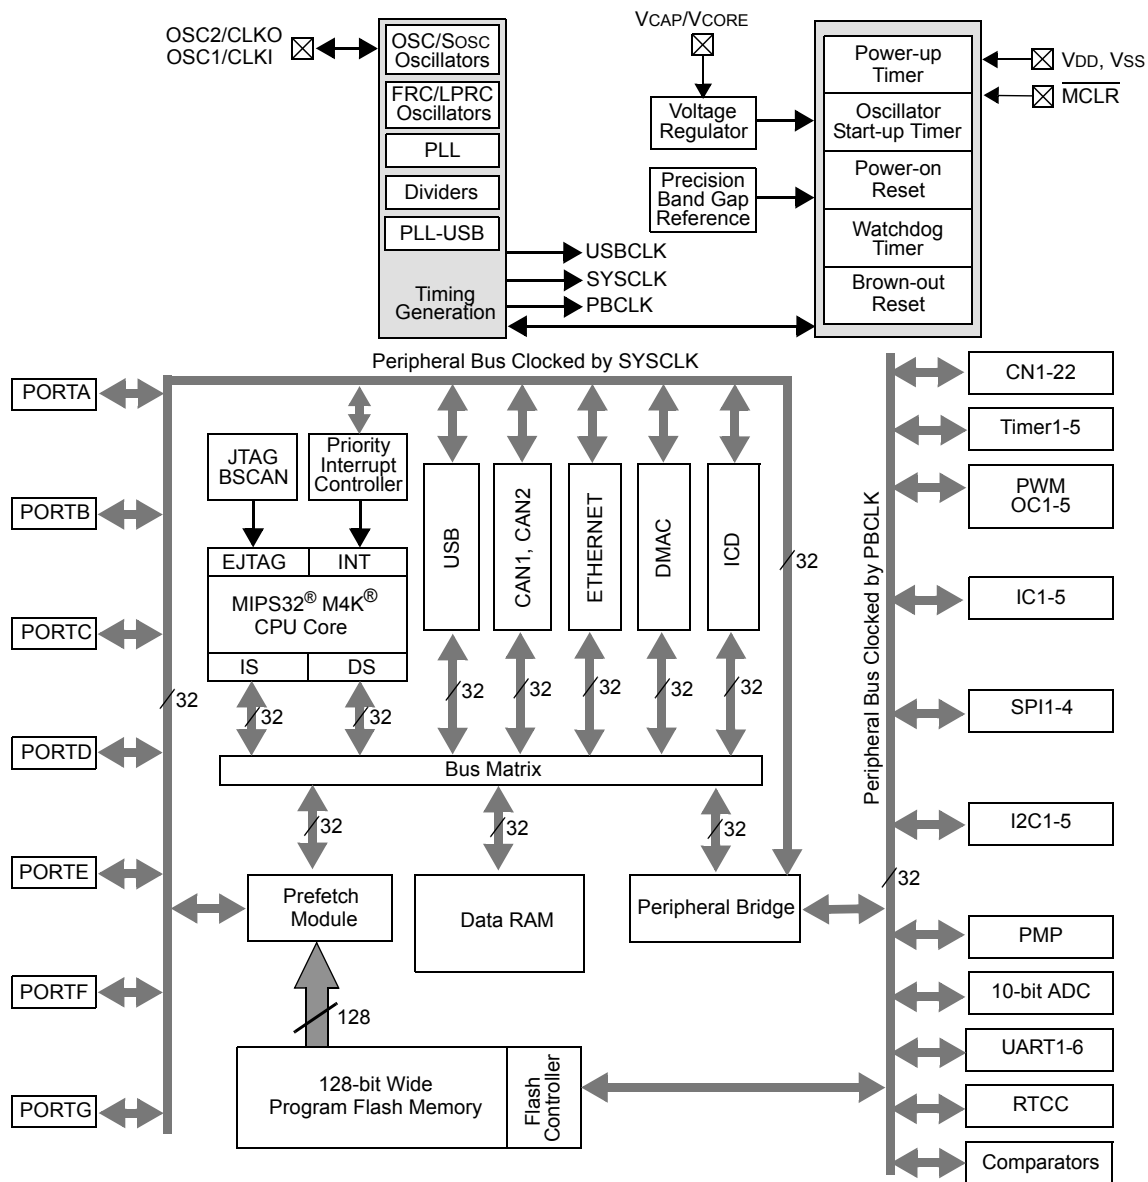 OSC2/CLKO
OSC1/CLKI
OSC/SOSC
Oscillators
FRC/LPRC
Oscillators
PLL
Dividers
PLL-USB
Timing
Generation
USBCLK
SYSCLK
PBCLK
VCAP/VCORE
Voltage
Regulator
Precision
Band Gap
Reference
Power-up
Timer
Oscillator
Start-up Timer
Power-on
Reset
Watchdog
Timer
Brown-out
Reset
VDD, VSS
MCLR
Peripheral Bus Clocked by SYSCLK
PORTA
PORTB
PORTC
PORTD
PORTE
PORTF
PORTG
32
JTAG
BSCAN
Priority
Interrupt
Controller
EJTAG
INT
MIPS32® M4K®
CPU Core
IS
DS
USB
CAN1, CAN2
ETHERNET
DMAC
ICD
32
32
32
32
32
32
32
32
Bus Matrix
32
32
32
Prefetch
Module
Data RAM
Peripheral Bridge
128
128-bit Wide
Program Flash Memory
Flash
Controller
Peripheral Bus Clocked by PBCLK
32
CN1-22
Timer1-5
PWM
OC1-5
IC1-5
SPI1-4
I2C1-5
PMP
10-bit ADC
UART1-6
RTCC
Comparators